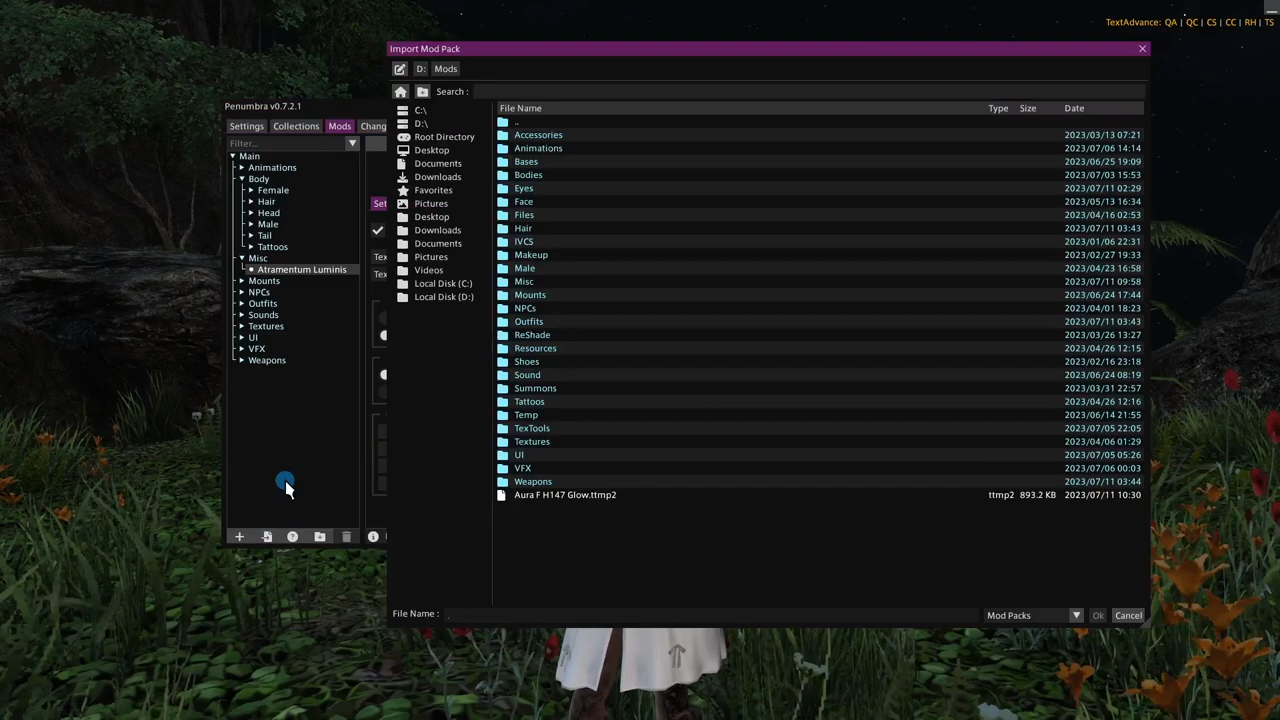 TextAdvance: QA | QC | CS | CC | RH | TS
Import Mod Pack
D: Mods
Search :
Penumbra v0.7.2.1
Settings Collections Mods Chang
Filter...
Main
Animations
Body
Female
Hair
Head
Male
Tail
Tattoos
Misc
Atramentum Luminis
Mounts
NPCs
Outfits
Sounds
Textures
UI
VFX
Weapons
Set
Tex
Tex
C:\
D:\
Root Directory
Desktop
Documents
Downloads
Favorites
Pictures
Desktop
Downloads
Documents
Pictures
Videos
Local Disk (C:)
Local Disk (D:)
File Name Type Size Date
..
Accessories 2023/03/13 07:21
Animations 2023/07/06 14:14
Bases 2023/06/25 19:09
Bodies 2023/07/03 15:53
Eyes 2023/07/11 02:29
Face 2023/05/13 16:34
Files 2023/04/16 02:53
Hair 2023/07/11 03:43
IVCS 2023/01/06 22:31
Makeup 2023/02/27 19:33
Male 2023/04/23 16:58
Misc 2023/07/11 09:58
Mounts 2023/06/24 17:44
NPCs 2023/04/01 18:23
Outfits 2023/07/11 03:43
ReShade 2023/03/26 13:27
Resources 2023/04/26 12:15
Shoes 2023/02/16 23:18
Sound 2023/06/24 08:19
Summons 2023/03/31 22:57
Tattoos 2023/04/26 12:16
Temp 2023/06/14 21:55
TexTools 2023/07/05 22:05
Textures 2023/04/06 01:29
UI 2023/07/05 05:26
VFX 2023/07/06 00:03
Weapons 2023/07/11 03:44
Aura F H147 Glow.ttmp2 ttmp2 893.2 KB 2023/07/11 10:30
File Name : . Mod Packs Ok Cancel